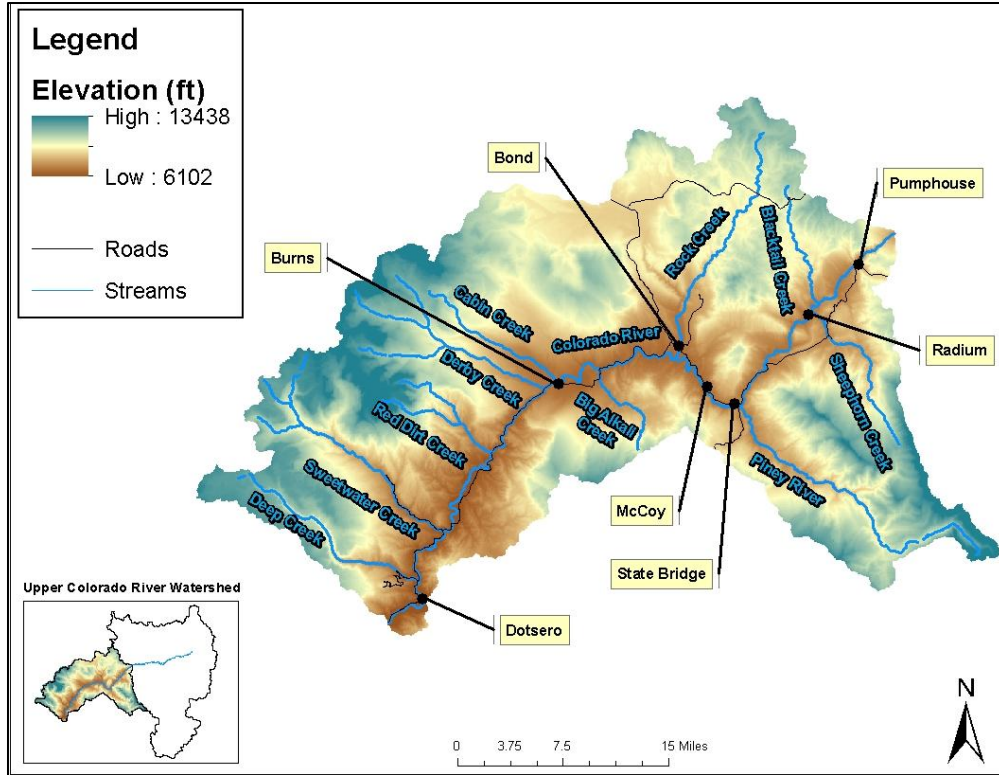 Legend
Elevation (ft)
High : 13438
Low : 6102
Roads
Streams
Bond
Pumphouse
Burns
Rock Creek
Blacktail Creek
Cabin Creek
Colorado River
Radium
Derby Creek
Big Alkali
Creek
Sheephorn Creek
Red Dirt Creek
Piney River
Sweetwater Creek
Deep Creek
McCoy
State Bridge
Dotsero
Upper Colorado River Watershed
N
0 3.75 7.5 15 Miles